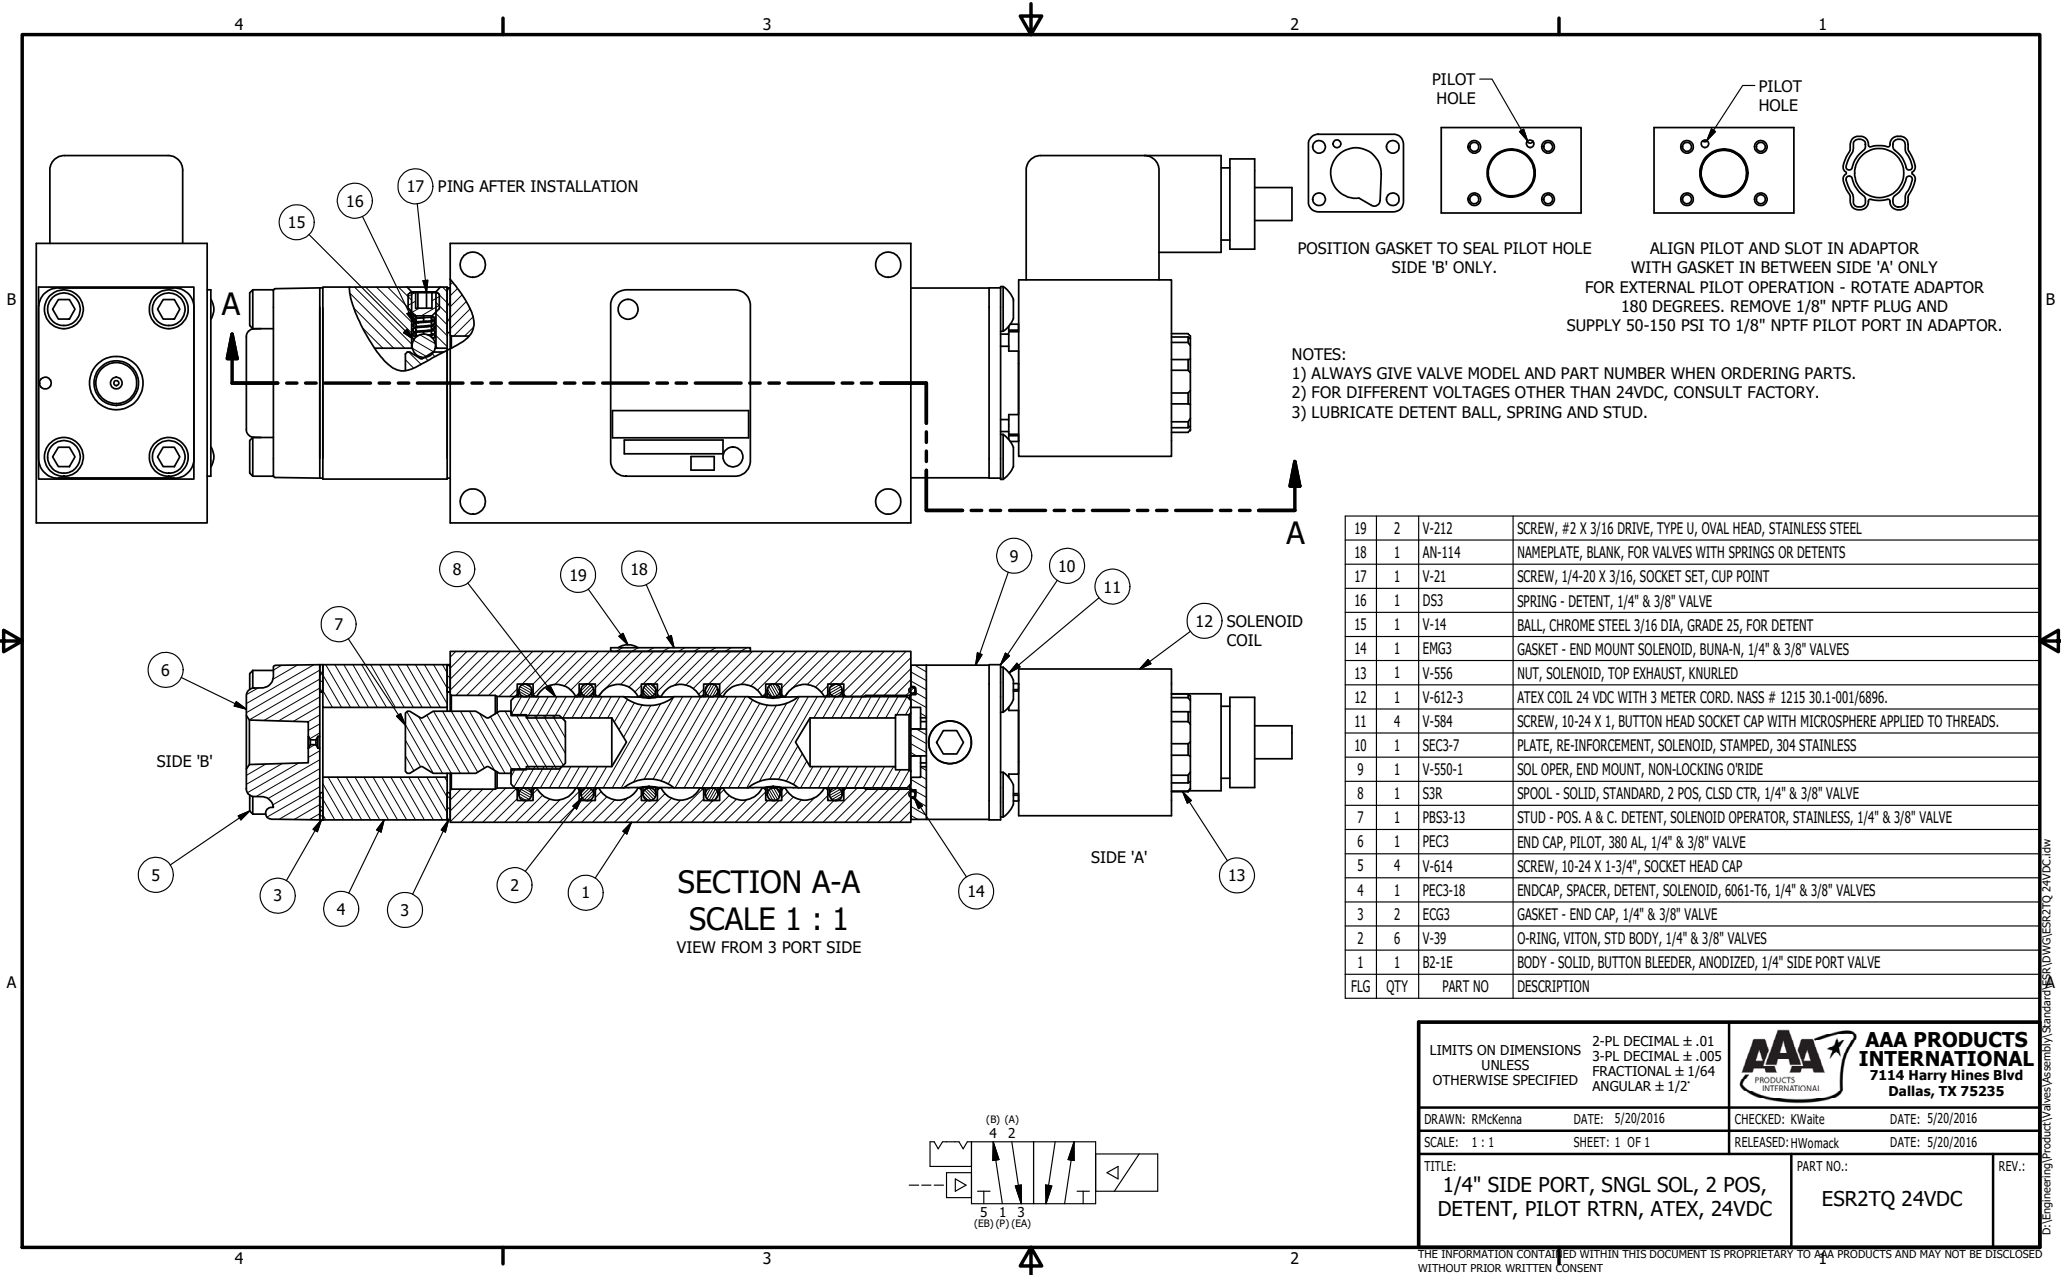 4
3
2
1
PILOT
HOLE
PILOT
HOLE
17 PING AFTER INSTALLATION
16
15
POSITION GASKET TO SEAL PILOT HOLE
SIDE 'B' ONLY.
ALIGN PILOT AND SLOT IN ADAPTOR
WITH GASKET IN BETWEEN SIDE 'A' ONLY
FOR EXTERNAL PILOT OPERATION - ROTATE ADAPTOR
180 DEGREES. REMOVE 1/8" NPTF PLUG AND
SUPPLY 50-150 PSI TO 1/8" NPTF PILOT PORT IN ADAPTOR.
B
B
A
NOTES:
1) ALWAYS GIVE VALVE MODEL AND PART NUMBER WHEN ORDERING PARTS.
2) FOR DIFFERENT VOLTAGES OTHER THAN 24VDC, CONSULT FACTORY.
3) LUBRICATE DETENT BALL, SPRING AND STUD.
A
8
19
18
9
10
11
12 SOLENOID
COIL
7
6
SIDE 'B'
SIDE 'A'
5
3
4
3
2
1
14
13
SECTION A-A
SCALE 1 : 1
VIEW FROM 3 PORT SIDE
19 2 V-212 SCREW, #2 X 3/16 DRIVE, TYPE U, OVAL HEAD, STAINLESS STEEL
18 1 AN-114 NAMEPLATE, BLANK, FOR VALVES WITH SPRINGS OR DETENTS
17 1 V-21 SCREW, 1/4-20 X 3/16, SOCKET SET, CUP POINT
16 1 DS3 SPRING - DETENT, 1/4" & 3/8" VALVE
15 1 V-14 BALL, CHROME STEEL 3/16 DIA, GRADE 25, FOR DETENT
14 1 EMG3 GASKET - END MOUNT SOLENOID, BUNA-N, 1/4" & 3/8" VALVES
13 1 V-556 NUT, SOLENOID, TOP EXHAUST, KNURLED
12 1 V-612-3 ATEX COIL 24 VDC WITH 3 METER CORD. NASS # 1215 30.1-001/6896.
11 4 V-584 SCREW, 10-24 X 1, BUTTON HEAD SOCKET CAP WITH MICROSPHERE APPLIED TO THREADS.
10 1 SEC3-7 PLATE, RE-INFORCEMENT, SOLENOID, STAMPED, 304 STAINLESS
9 1 V-550-1 SOL OPER, END MOUNT, NON-LOCKING O'RIDE
8 1 S3R SPOOL - SOLID, STANDARD, 2 POS, CLSD CTR, 1/4" & 3/8" VALVE
7 1 PBS3-13 STUD - POS. A & C. DETENT, SOLENOID OPERATOR, STAINLESS, 1/4" & 3/8" VALVE
6 1 PEC3 END CAP, PILOT, 380 AL, 1/4" & 3/8" VALVE
5 4 V-614 SCREW, 10-24 X 1-3/4", SOCKET HEAD CAP
4 1 PEC3-18 ENDCAP, SPACER, DETENT, SOLENOID, 6061-T6, 1/4" & 3/8" VALVES
3 2 ECG3 GASKET - END CAP, 1/4" & 3/8" VALVE
2 6 V-39 O-RING, VITON, STD BODY, 1/4" & 3/8" VALVES
1 1 B2-1E BODY - SOLID, BUTTON BLEEDER, ANODIZED, 1/4" SIDE PORT VALVE
FLG QTY PART NO DESCRIPTION
A
A
D:\Engineering\Product\Valves\Assembly\Standard\ESR\DWG\ESR2TQ 24VDC.idw
LIMITS ON DIMENSIONS
UNLESS
OTHERWISE SPECIFIED
2-PL DECIMAL ± .01
3-PL DECIMAL ± .005
FRACTIONAL ± 1/64
ANGULAR ± 1/2°
AAA
PRODUCTS
INTERNATIONAL
AAA PRODUCTS
INTERNATIONAL
7114 Harry Hines Blvd
Dallas, TX 75235
DRAWN: RMcKenna DATE: 5/20/2016 CHECKED: KWaite DATE: 5/20/2016
SCALE: 1 : 1 SHEET: 1 OF 1 RELEASED: HWomack DATE: 5/20/2016
TITLE:
1/4" SIDE PORT, SNGL SOL, 2 POS,
DETENT, PILOT RTRN, ATEX, 24VDC
PART NO.:
ESR2TQ 24VDC
REV.:
(B) (A)
4 2
5 1 3
(EB) (P) (EA)
4
3
2
1
THE INFORMATION CONTAINED WITHIN THIS DOCUMENT IS PROPRIETARY TO AAA PRODUCTS AND MAY NOT BE DISCLOSED
WITHOUT PRIOR WRITTEN CONSENT